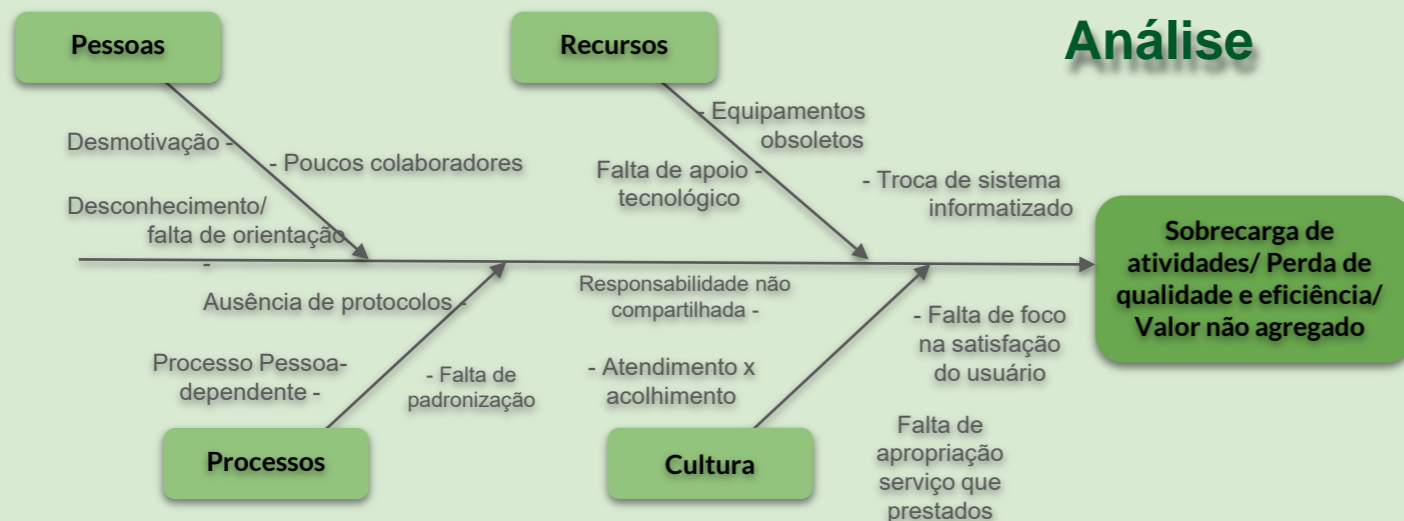 Análise
Pessoas
Desmotivação -
- Poucos colaboradores
Desconhecimento/
falta de orientação
-
Recursos
- Equipamentos
obsoletos
Falta de apoio -
tecnológico
- Troca de sistema
informatizado
Sobrecarga de
atividades/ Perda de
qualidade e eficiência/
Valor não agregado
Ausência de protocolos -
Processo Pessoa-
dependente -
- Falta de
padronização
Processos
Responsabilidade não
compartilhada -
- Atendimento x
acolhimento
- Falta de foco
na satisfação
do usuário
Falta de
apropriação
serviço que
prestados
Cultura